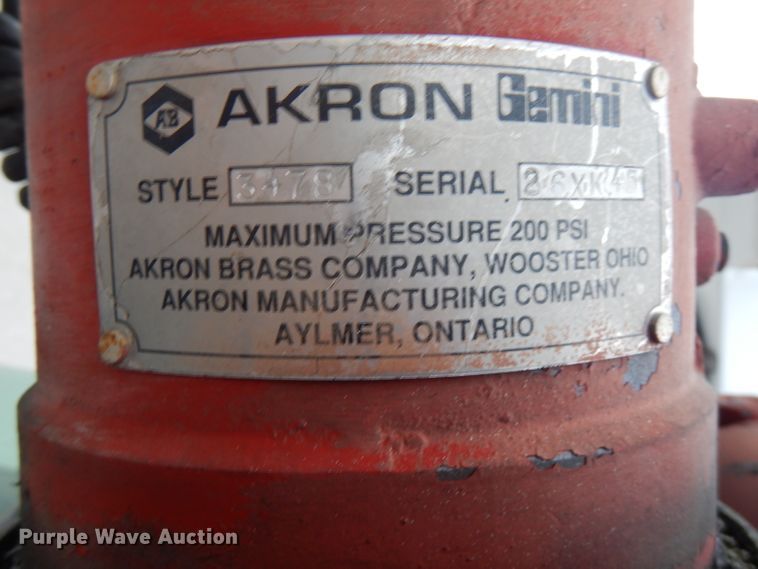 AB AKRON Gemini
STYLE 3478 SERIAL 26XK45
MAXIMUM PRESSURE 200 PSI
AKRON BRASS COMPANY, WOOSTER OHIO
AKRON MANUFACTURING COMPANY.
AYLMER, ONTARIO
Purple Wave Auction